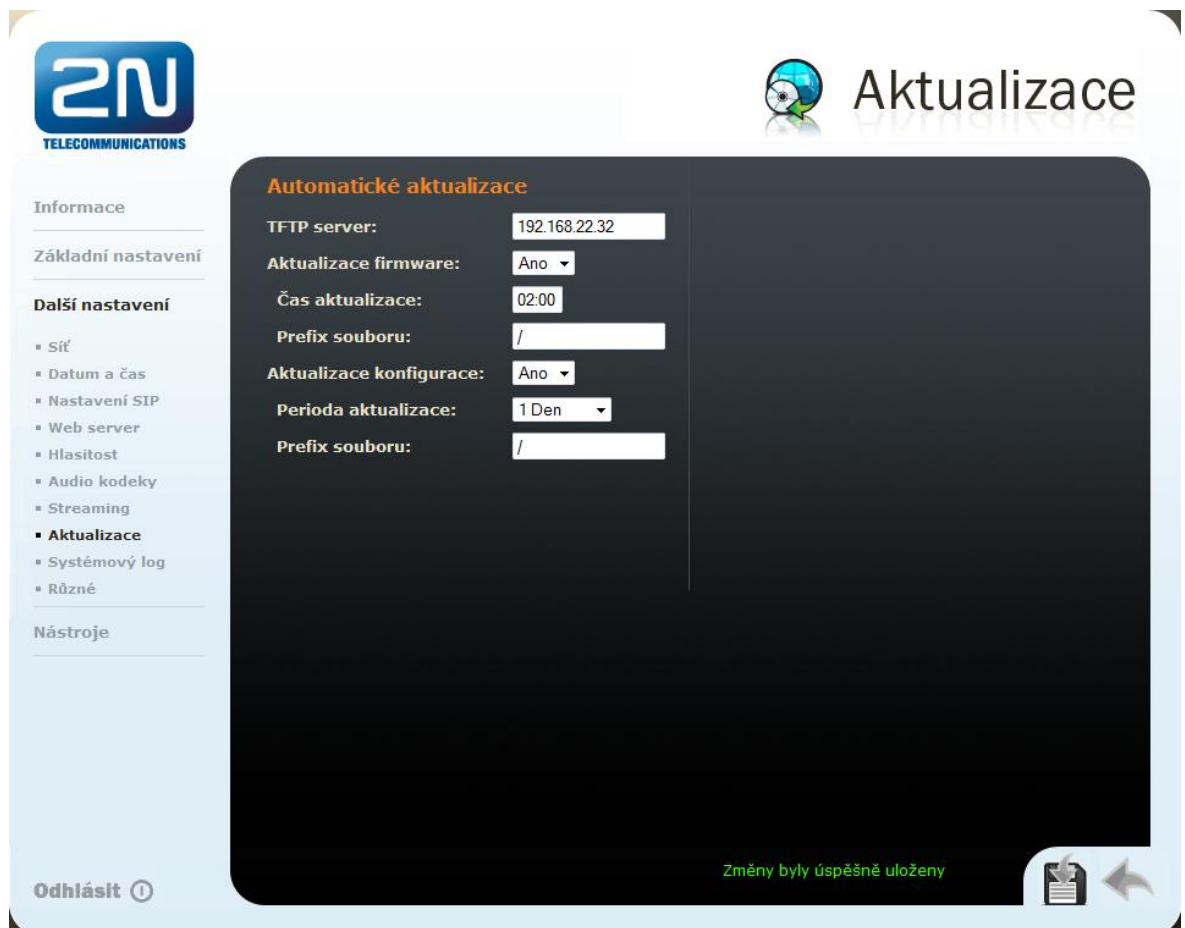 2N
TELECOMMUNICATIONS
Aktualizace
Informace
Základní nastavení
Další nastavení
Síť
Datum a čas
Nastavení SIP
Web server
Hlasitost
Audio kodeky
Streaming
Aktualizace
Systémový log
Různé
Nástroje
Odhlásit
Automatické aktualizace
TFTP server: 192.168.22.32
Aktualizace firmware: Ano
Čas aktualizace: 02:00
Prefix souboru: /
Aktualizace konfigurace: Ano
Perioda aktualizace: 1 Den
Prefix souboru: /
Změny byly úspěšně uloženy